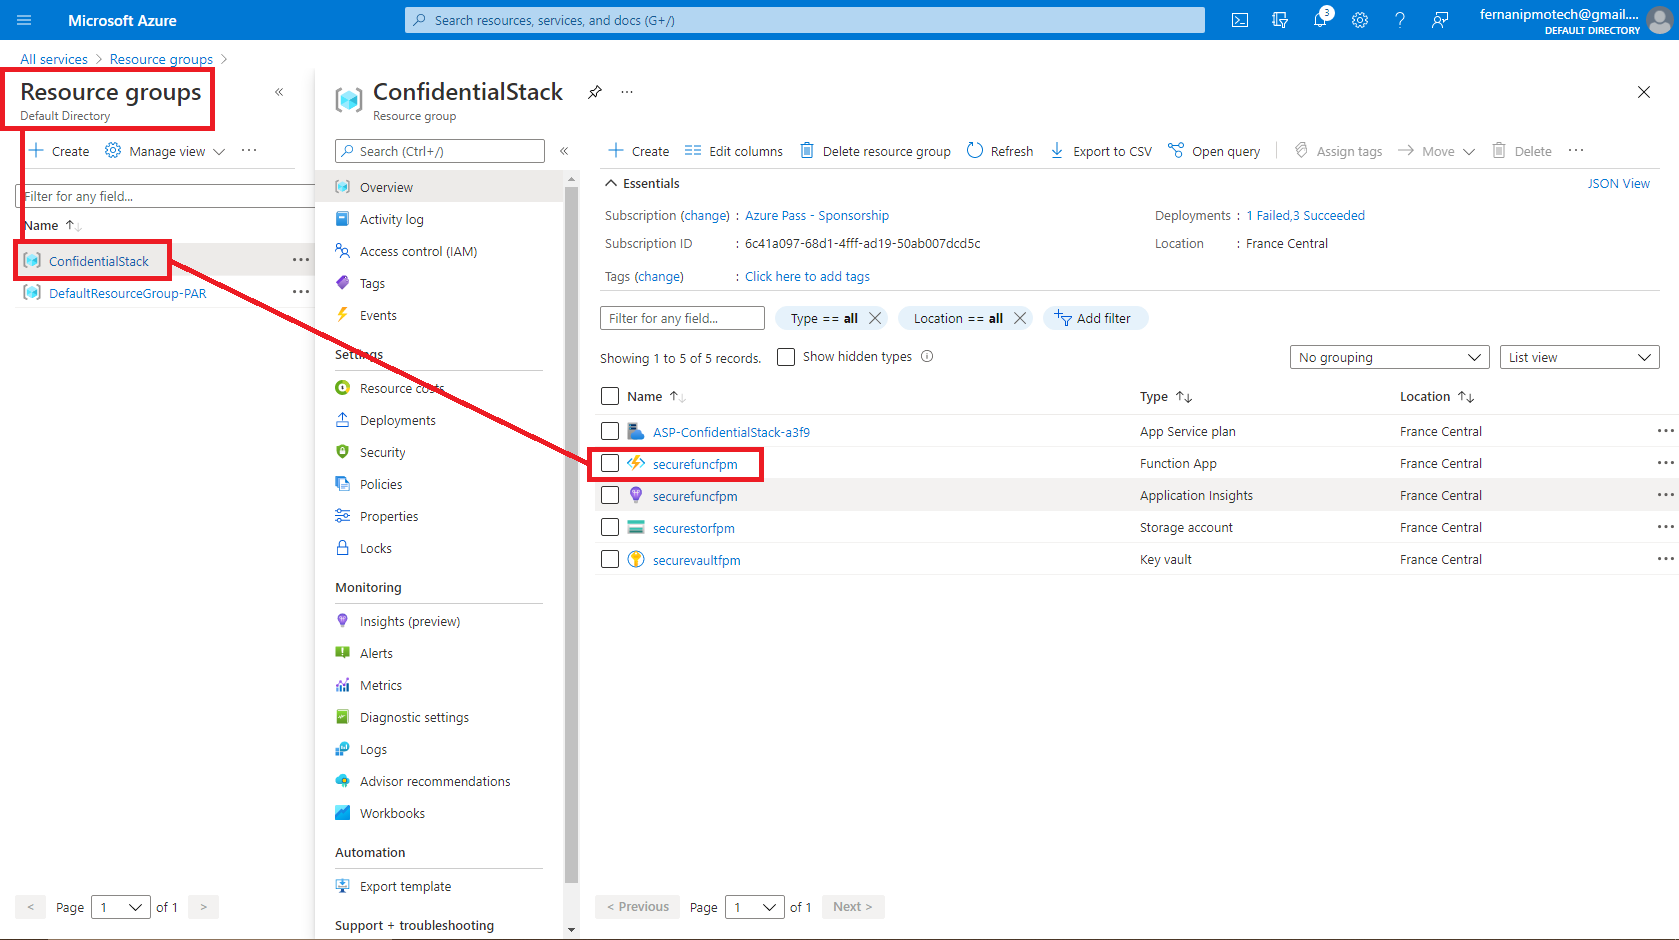 Microsoft Azure
Search resources, services, and docs (G+/)
3
fernanipmotech@gmail....
DEFAULT DIRECTORY
All services > Resource groups >
Resource groups
Default Directory
«
Create
Manage view
...
Filter for any field...
Name ↑↓
ConfidentialStack
...
DefaultResourceGroup-PAR
...
< Page 1 of 1 >
ConfidentialStack
...
Resource group
Search (Ctrl+/)
«
Overview
Activity log
Access control (IAM)
Tags
Events
Settings
Resource costs
Deployments
Security
Policies
Properties
Locks
Monitoring
Insights (preview)
Alerts
Metrics
Diagnostic settings
Logs
Advisor recommendations
Workbooks
Automation
Export template
Support + troubleshooting
Create
Edit columns
Delete resource group
Refresh
Export to CSV
Open query
Assign tags
Move
Delete
...
Essentials
JSON View
Subscription (change) : Azure Pass - Sponsorship
Deployments : 1 Failed,3 Succeeded
Subscription ID : 6c41a097-68d1-4fff-ad19-50ab007dcd5c
Location : France Central
Tags (change) : Click here to add tags
Filter for any field...
Type == all
Location == all
Add filter
Showing 1 to 5 of 5 records.
Show hidden types
No grouping
List view
Name ↑↓ Type ↑↓ Location ↑↓
ASP-ConfidentialStack-a3f9 App Service plan France Central ...
securefuncfpm Function App France Central ...
securefuncfpm Application Insights France Central ...
securestorfpm Storage account France Central ...
securevaultfpm Key vault France Central ...
< Previous Page 1 of 1 Next >